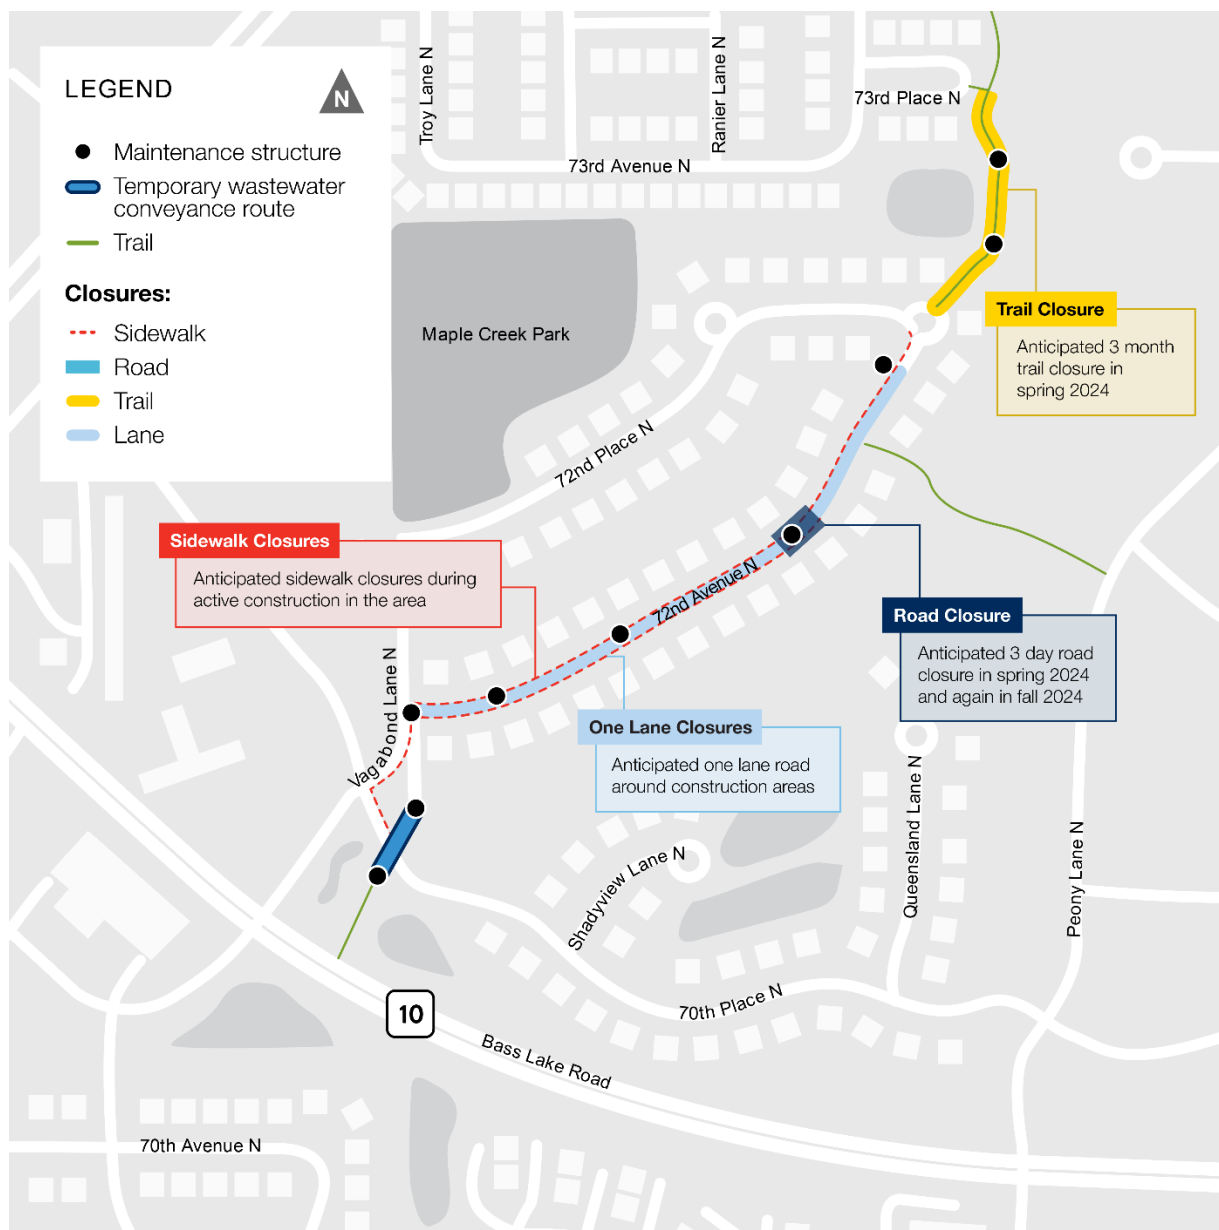 LEGEND
N
Maintenance structure
Temporary wastewater
conveyance route
Trail
Closures:
Sidewalk
Road
Trail
Lane
Troy Lane N
Ranier Lane N
73rd Place N
73rd Avenue N
Maple Creek Park
Trail Closure
Anticipated 3 month
trail closure in
spring 2024
72nd Place N
Sidewalk Closures
Anticipated sidewalk closures during
active construction in the area
72nd Avenue N
Road Closure
Anticipated 3 day road
closure in spring 2024
and again in fall 2024
Vagabond Lane N
One Lane Closures
Anticipated one lane road
around construction areas
Queensland Lane N
Peony Lane N
Shadyview Lane N
70th Place N
10
Bass Lake Road
70th Avenue N